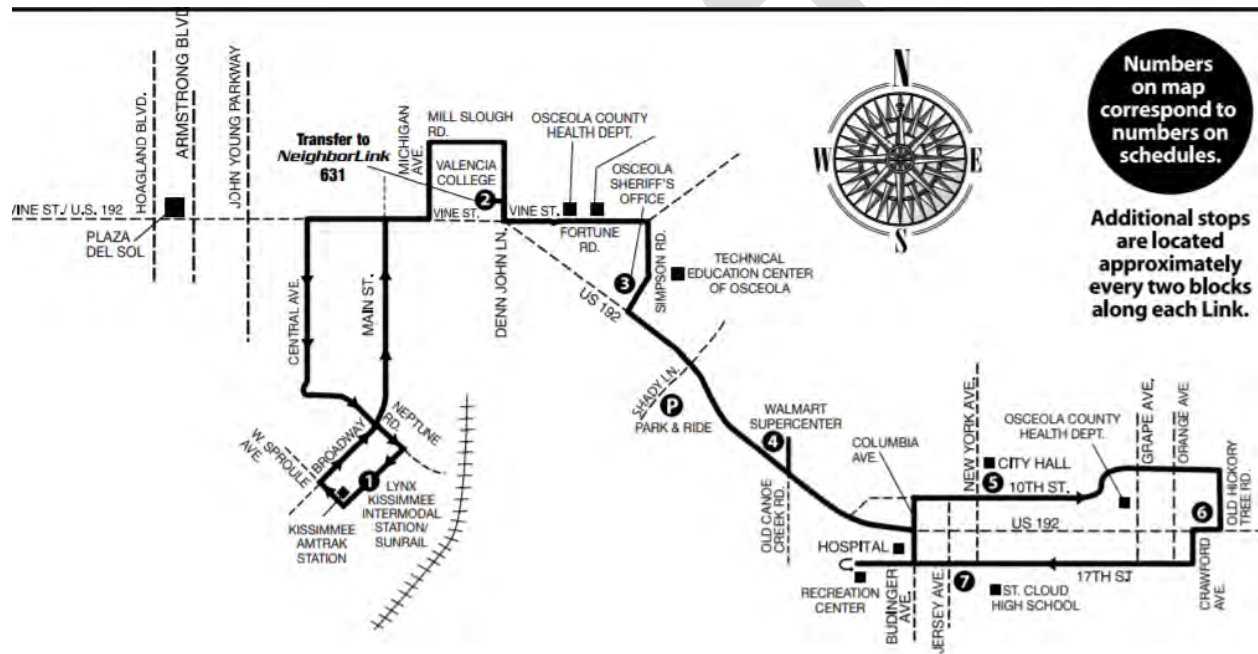 HOAGLAND BLVD.
ARMSTRONG BLVD
JOHN YOUNG PARKWAY
VINE ST./ U.S. 192
PLAZA
DEL SOL
Transfer to
NeighborLink
631
MICHIGAN
AVE.
MILL SLOUGH
RD.
VALENCIA
COLLEGE
2
VINE ST.
VINE ST.
OSCEOLA COUNTY
HEALTH DEPT.
OSCEOLA
SHERIFF'S
OFFICE
FORTUNE
RD.
DENN JOHN LN.
US 192
3
SIMPSON RD.
TECHNICAL
EDUCATION CENTER
OF OSCEOLA
CENTRAL AVE.
MAIN ST.
NEPTUNE
RD.
BROADWAY
W. SPROULE
AVE.
1
LYNX
KISSIMMEE
INTERMODAL
STATION/
SUNRAIL
KISSIMMEE
AMTRAK
STATION
SHADY LN.
P
PARK & RIDE
WALMART
SUPERCENTER
4
OLD CANOE
CREEK RD.
COLUMBIA
AVE.
NEW YORK AVE.
CITY HALL
5
10TH ST.
OSCEOLA COUNTY
HEALTH DEPT.
GRAPE AVE.
ORANGE AVE.
OLD HICKORY
TREE RD.
6
US 192
HOSPITAL
RECREATION
CENTER
BUDINGER
AVE.
JERSEY AVE.
7
ST. CLOUD
HIGH SCHOOL
17TH ST
CRAWFORD
AVE.
N
W
E
S
Numbers
on map
correspond to
numbers on
schedules.
Additional stops
are located
approximately
every two blocks
along each Link.